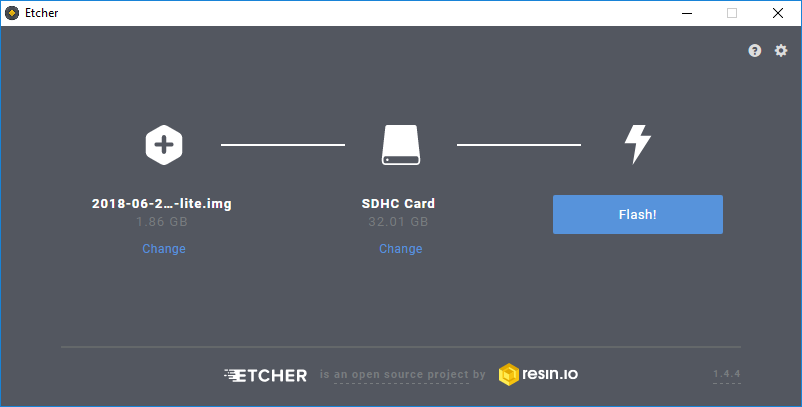 Etcher
2018-06-2...-lite.img
1.86 GB
Change
SDHC Card
32.01 GB
Change
Flash!
ETCHER is an open source project by resin.io
1.4.4